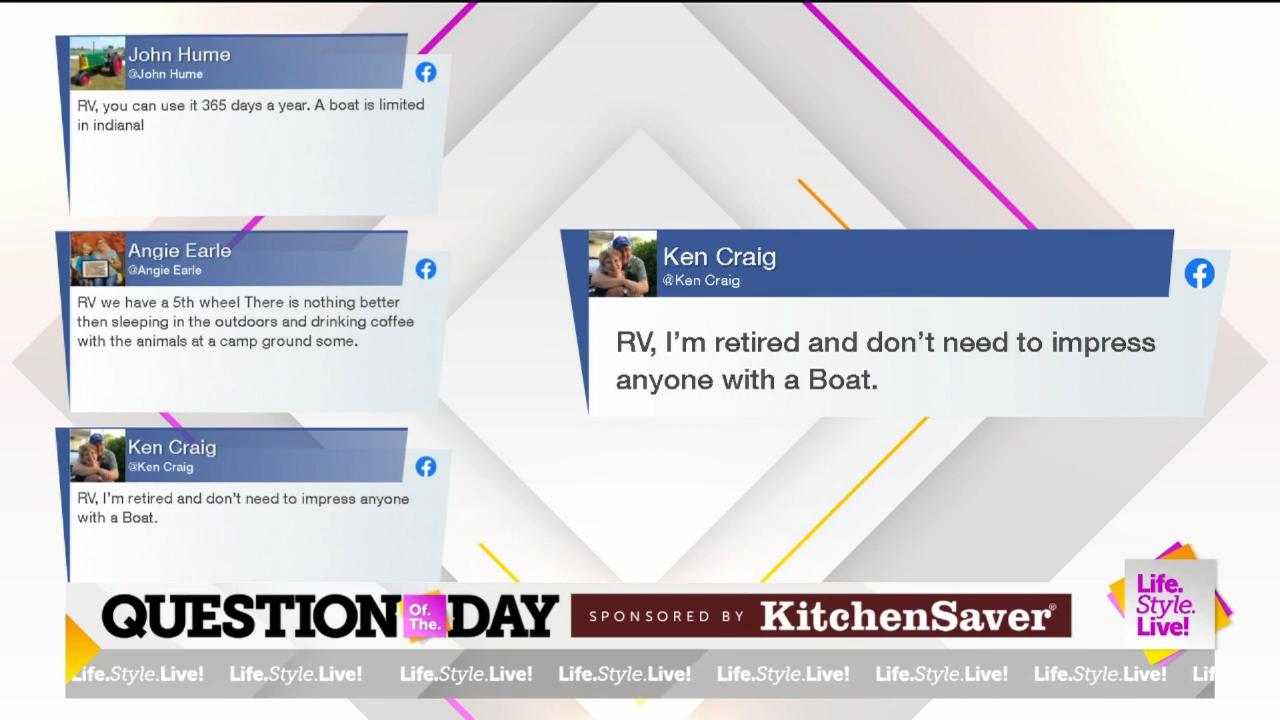 John Hume
@John Hume
RV, you can use it 365 days a year. A boat is limited
in indiana!
Angie Earle
@Angie Earle
RV we have a 5th wheel There is nothing better
then sleeping in the outdoors and drinking coffee
with the animals at a camp ground some.
Ken Craig
@Ken Craig
RV, I'm retired and don't need to impress anyone
with a Boat.
Ken Craig
@Ken Craig
RV, I'm retired and don't need to impress
anyone with a Boat.
QUESTION Of. The. DAY
SPONSORED BY KitchenSaver®
Life.
Style.
Live!
Life.Style.Live! Life.Style.Live! Life.Style.Live! Life.Style.Live! Life.Style.Live! Life.Style.Live! Life.Style.Live! Lif